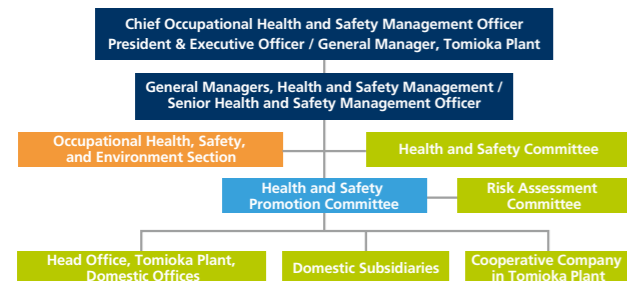 Chief Occupational Health and Safety Management Officer
President & Executive Officer / General Manager, Tomioka Plant
General Managers, Health and Safety Management /
Senior Health and Safety Management Officer
Occupational Health, Safety,
and Environment Section
Health and Safety Committee
Health and Safety
Promotion Committee
Risk Assessment
Committee
Head Office, Tomioka Plant,
Domestic Offices
Domestic Subsidiaries
Cooperative Company
in Tomioka Plant